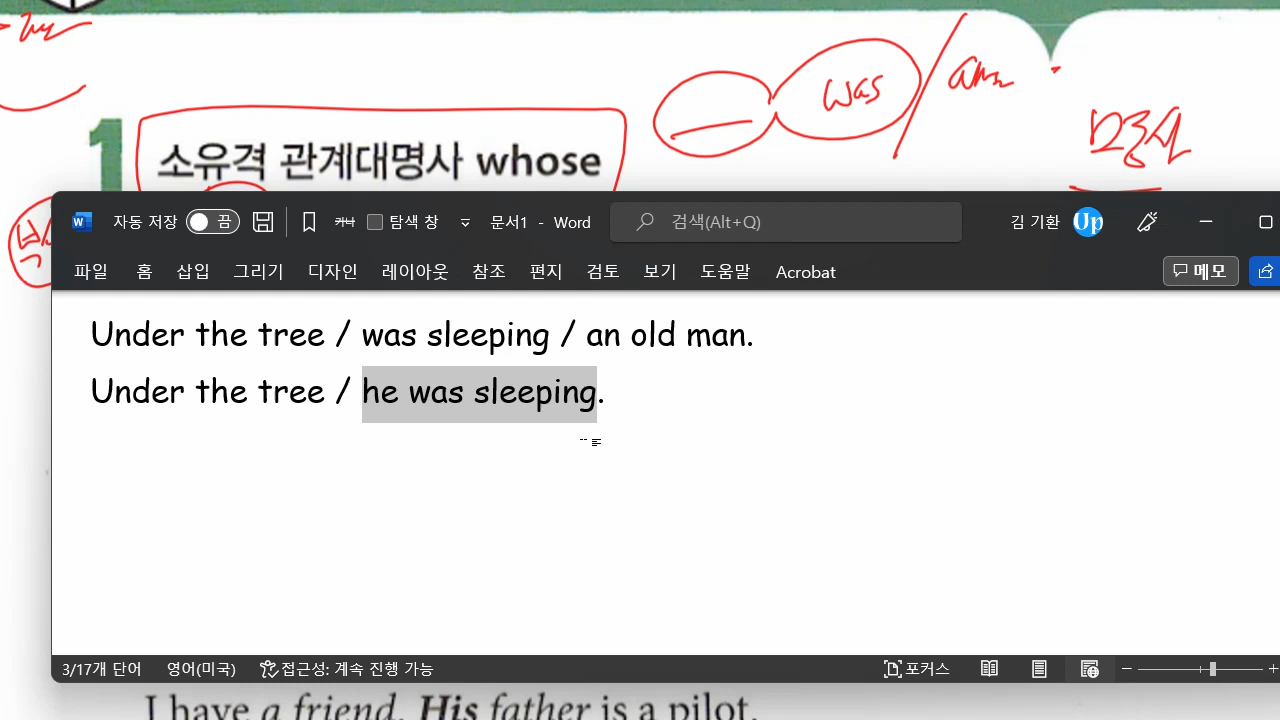 was / am
모른다
1 소유격 관계대명사 whose
자동 저장 끔 가 탐색 창 문서1 - Word 검색(Alt+Q) 김 기환 Up
파일 홈 삽입 그리기 디자인 레이아웃 참조 편지 검토 보기 도움말 Acrobat 메모
Under the tree / was sleeping / an old man.
Under the tree / he was sleeping.
3/17개 단어 영어(미국) 접근성: 계속 진행 가능 포커스
I have a friend. His father is a pilot.